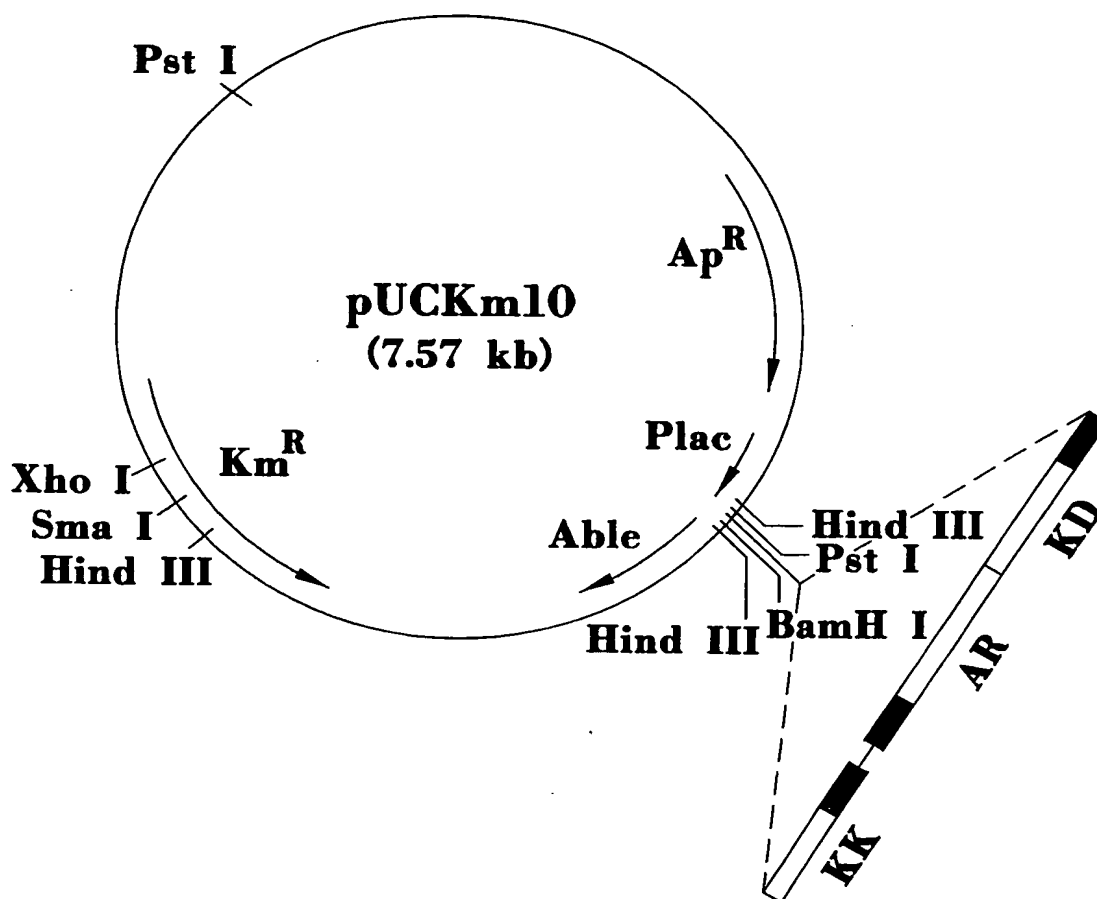 Pst I
Ap^R
pUCKm10
(7.57 kb)
Plac
Km^R
Xho I
Sma I
Hind III
Able
Hind III
Pst I
BamH I
Hind III
KD
AR
KK